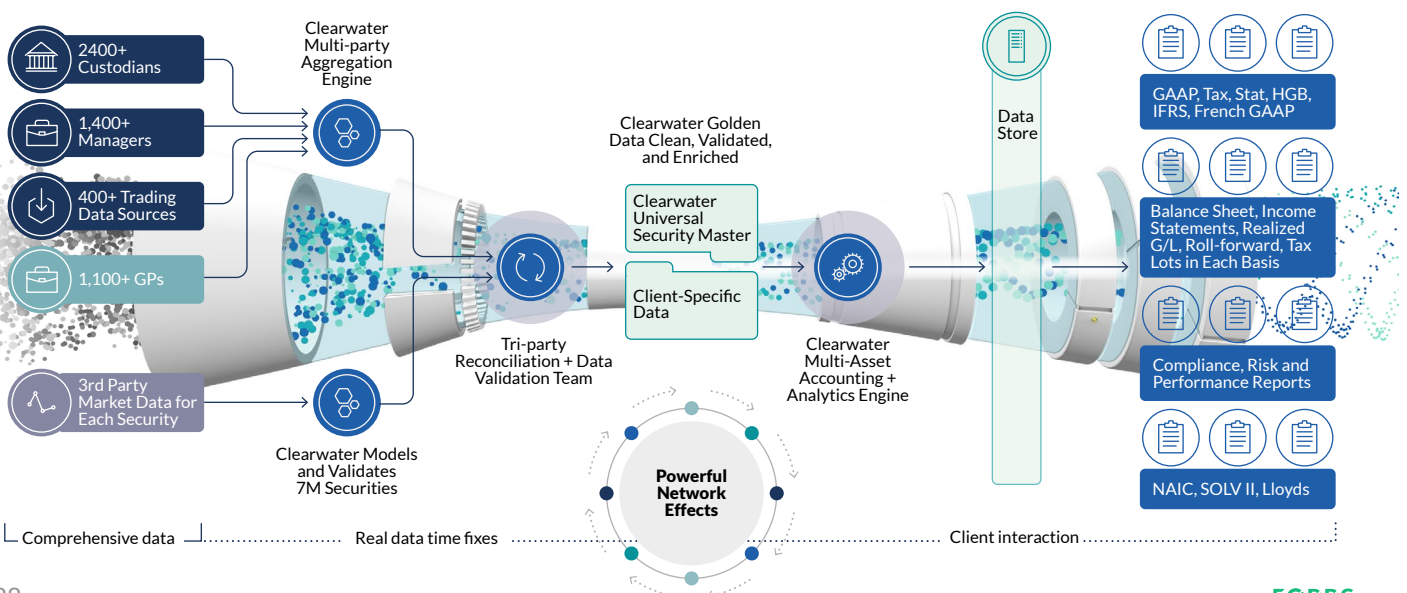 2400+
Custodians
1,400+
Managers
400+ Trading
Data Sources
1,100+ GPs
3rd Party
Market Data for
Each Security
Clearwater
Multi-party
Aggregation
Engine
Clearwater Models
and Validates
7M Securities
Tri-party
Reconciliation + Data
Validation Team
Clearwater Golden
Data Clean, Validated,
and Enriched
Clearwater
Universal
Security Master
Client-Specific
Data
Clearwater
Multi-Asset
Accounting +
Analytics Engine
Data
Store
GAAP, Tax, Stat, HGB,
IFRS, French GAAP
Balance Sheet, Income
Statements, Realized
G/L, Roll-forward, Tax
Lots in Each Basis
Compliance, Risk and
Performance Reports
NAIC, SOLV II, Lloyds
Powerful
Network
Effects
Comprehensive data
Real data time fixes
Client interaction